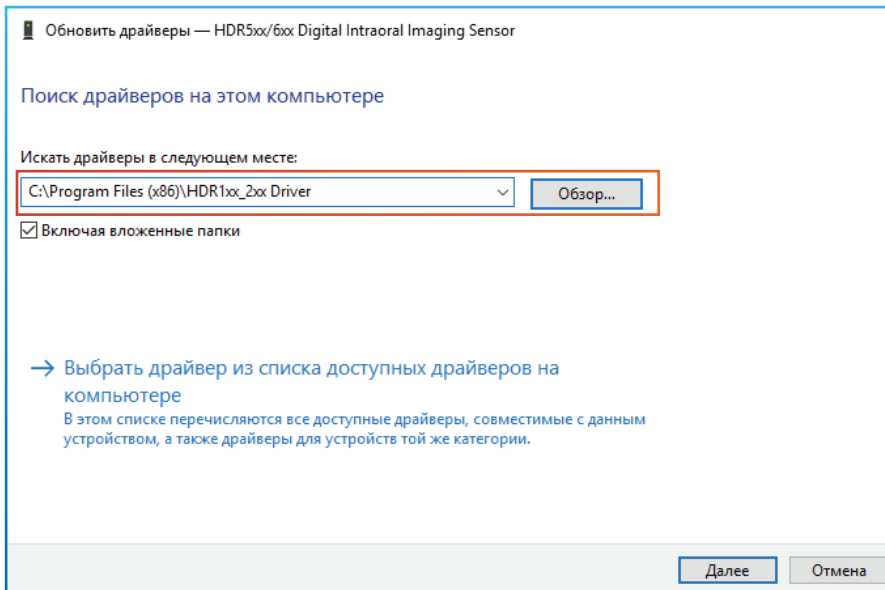 Обновить драйверы — HDR5xx/6xx Digital Intraoral Imaging Sensor
Поиск драйверов на этом компьютере
Искать драйверы в следующем месте:
C:\Program Files (x86)\HDR1xx_2xx Driver
Обзор...
Включая вложенные папки
Выбрать драйвер из списка доступных драйверов на
компьютере
В этом списке перечисляются все доступные драйверы, совместимые с данным
устройством, а также драйверы для устройств той же категории.
Далее
Отмена